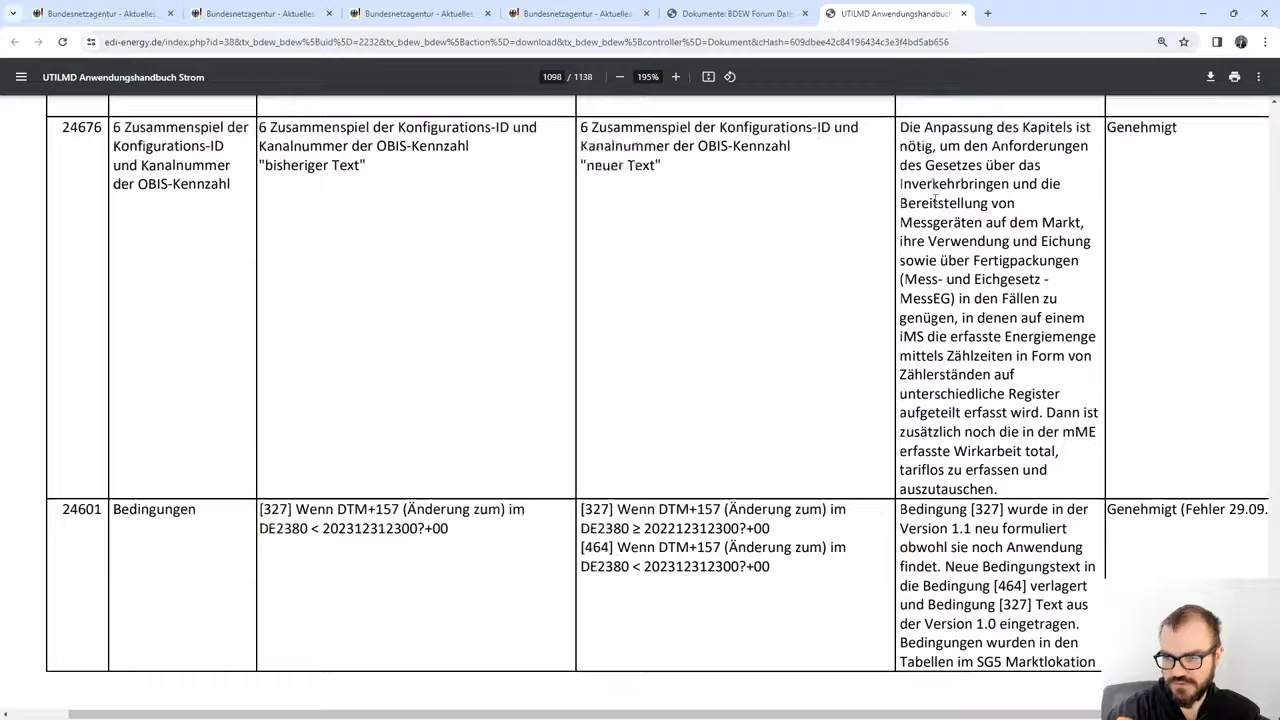 Bundesnetzagentur - Aktuelles
Bundesnetzagentur - Aktuelles
Bundesnetzagentur - Aktuelles
Bundesnetzagentur - Aktuelles
Dokumente: BDEW Forum Date
UTILMD Anwendungshandbuch
edi-energy.de/index.php?id=38&tx_bdew_bdew%5Buid%5D=2232&tx_bdew_bdew%5Baction%5D=download&tx_bdew_bdew%5Bcontroller%5D=Dokument&cHash=609dbee42c84196434c3e3f4bd5ab656
UTILMD Anwendungshandbuch Strom
1098 / 1138
195%
24676
6 Zusammenspiel der
Konfigurations-ID
und Kanalnummer
der OBIS-Kennzahl
6 Zusammenspiel der Konfigurations-ID und
Kanalnummer der OBIS-Kennzahl
"bisheriger Text"
6 Zusammenspiel der Konfigurations-ID und
Kanalnummer der OBIS-Kennzahl
"neuer Text"
Die Anpassung des Kapitels ist
nötig, um den Anforderungen
des Gesetzes über das
Inverkehrbringen und die
Bereitstellung von
Messgeräten auf dem Markt,
ihre Verwendung und Eichung
sowie über Fertigpackungen
(Mess- und Eichgesetz -
MessEG) in den Fällen zu
genügen, in denen auf einem
iMS die erfasste Energiemenge
mittels Zählzeiten in Form von
Zählerständen auf
unterschiedliche Register
aufgeteilt erfasst wird. Dann ist
zusätzlich noch die in der mME
erfasste Wirkarbeit total,
tariflos zu erfassen und
auszutauschen.
Genehmigt
24601
Bedingungen
[327] Wenn DTM+157 (Änderung zum) im
DE2380 < 202312312300?+00
[327] Wenn DTM+157 (Änderung zum) im
DE2380 ≥ 202212312300?+00
[464] Wenn DTM+157 (Änderung zum) im
DE2380 < 202312312300?+00
Bedingung [327] wurde in der
Version 1.1 neu formuliert
obwohl sie noch Anwendung
findet. Neue Bedingungstext in
die Bedingung [464] verlagert
und Bedingung [327] Text aus
der Version 1.0 eingetragen.
Bedingungen wurden in den
Tabellen im SG5 Marktlokation
Genehmigt (Fehler 29.09.